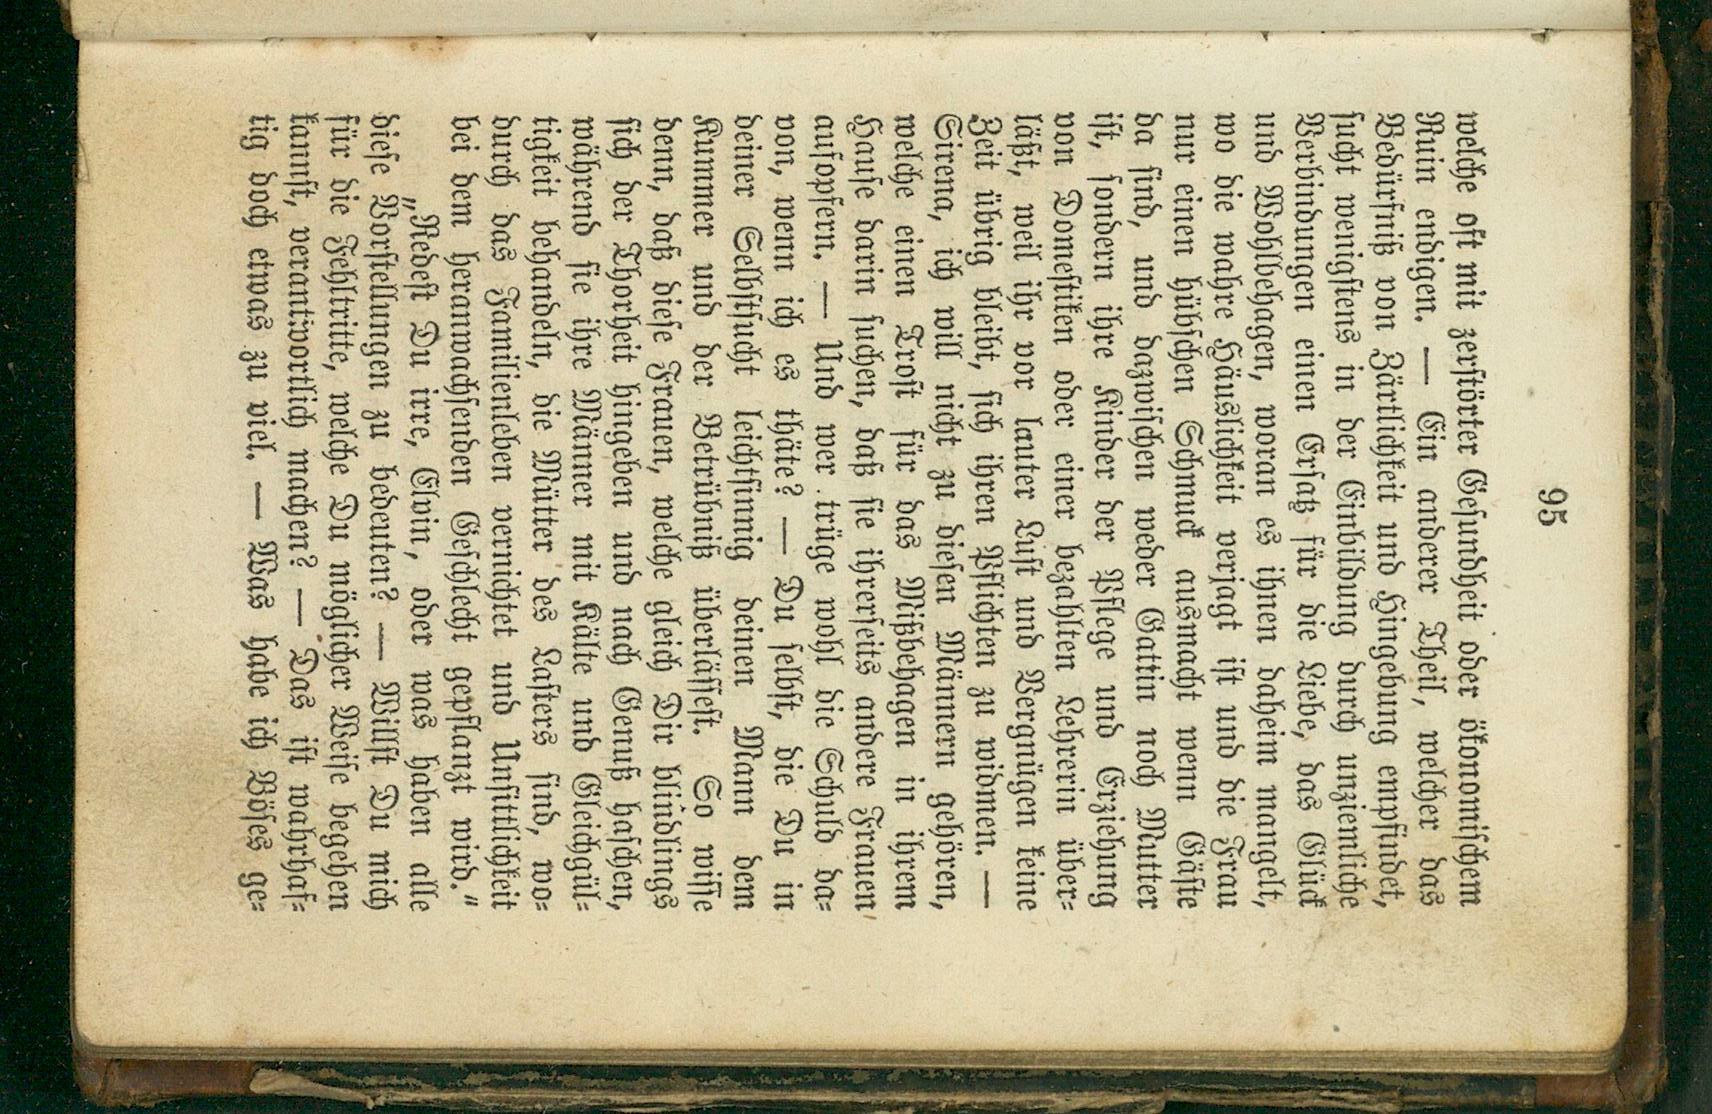 95
welche oft mit zerstörter Gesundheit oder ökonomischem
Ruin endigen. — Ein anderer Theil, welcher das
Bedürfniß von Zärtlichkeit und Hingebung empfindet,
sucht wenigstens in der Einbildung durch unziemliche
Verbindungen einen Ersatz für die Liebe, das Glück
und Wohlbehagen, woran es ihnen daheim mangelt,
wo die wahre Häuslichkeit verjagt ist und die Frau
nur einen hübschen Schmuck ausmacht wenn Gäste
da sind, und dazwischen weder Gattin noch Mutter
ist, sondern ihre Kinder der Pflege und Erziehung
von Domestiken oder einer bezahlten Lehrerin über-
läßt, weil ihr vor lauter Lust und Vergnügen keine
Zeit übrig bleibt, sich ihren Pflichten zu widmen. —
Sirena, ich will nicht zu diesen Männern gehören,
welche einen Trost für das Mißbehagen in ihrem
Hause darin suchen, daß sie ihrerseits andere Frauen
aufopfern. — Und wer trüge wohl die Schuld da-
von, wenn ich es thäte? — Du selbst, die Du in
deiner Selbstsucht leichtsinnig deinen Mann dem
Kummer und der Betrübniß überlässest. So wisse
denn, daß diese Frauen, welche gleich Dir blindlings
sich der Thorheit hingeben und nach Genuß haschen,
während sie ihre Männer mit Kälte und Gleichgül-
tigkeit behandeln, die Mütter des Lasters sind, wo-
durch das Familienleben vernichtet und Unsittlichkeit
bei dem heranwachsenden Geschlecht gepflanzt wird.“
„Redest Du irre, Elvin, oder was haben alle
diese Vorstellungen zu bedeuten? — Willst Du mich
für die Fehltritte, welche Du möglicher Weise begehen
kannst, verantwortlich machen? — Das ist wahrhaf-
tig doch etwas zu viel. — Was habe ich Böses ge-